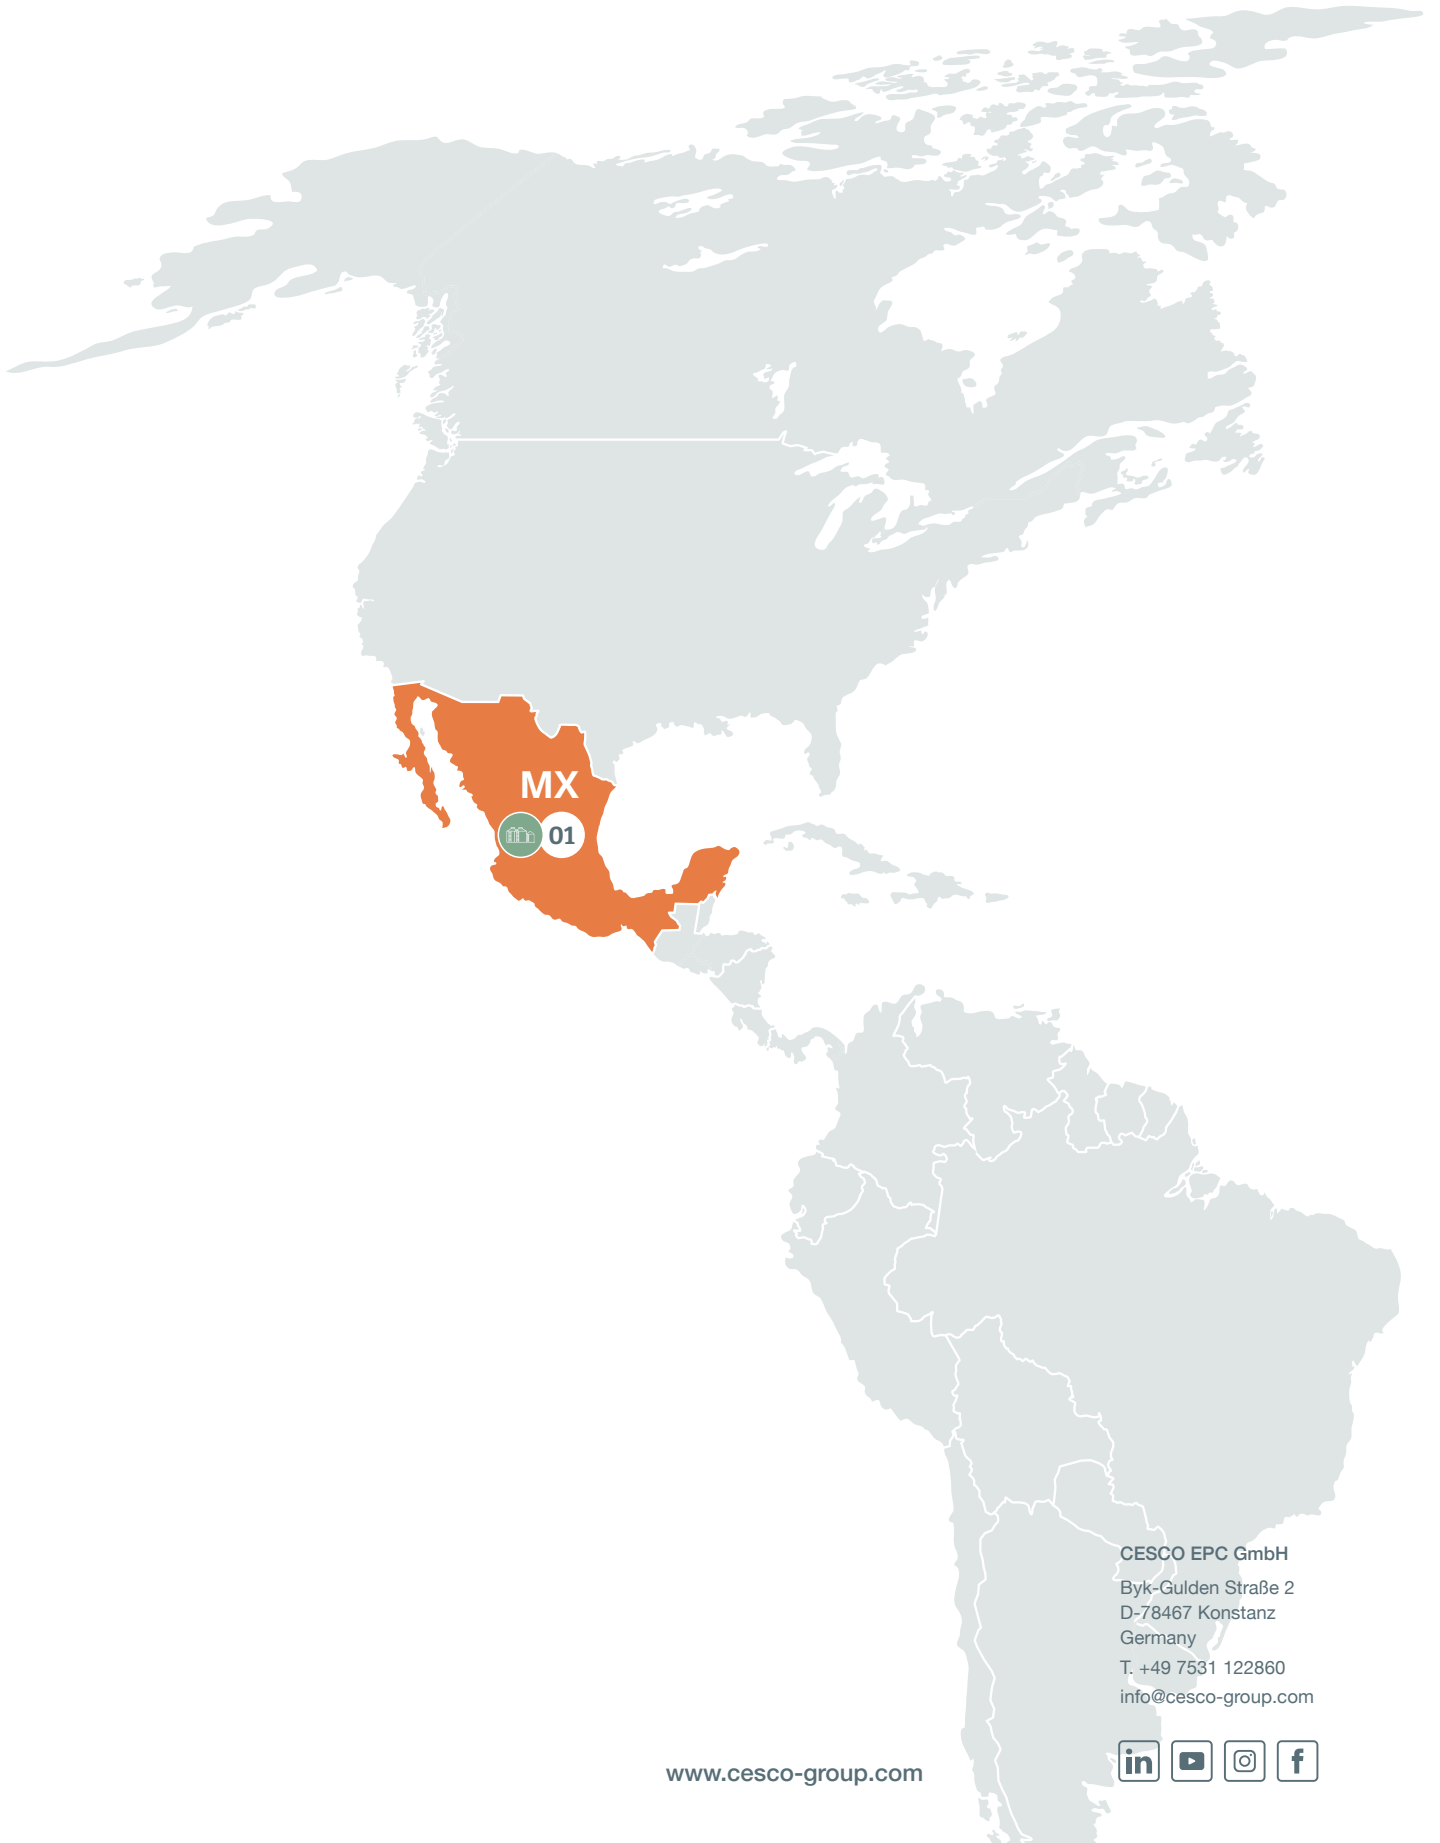 MX
01
CESCO EPC GmbH
Byk-Gulden Straße 2
D-78467 Konstanz
Germany
T. +49 7531 122860
info@cesco-group.com
www.cesco-group.com
in
f